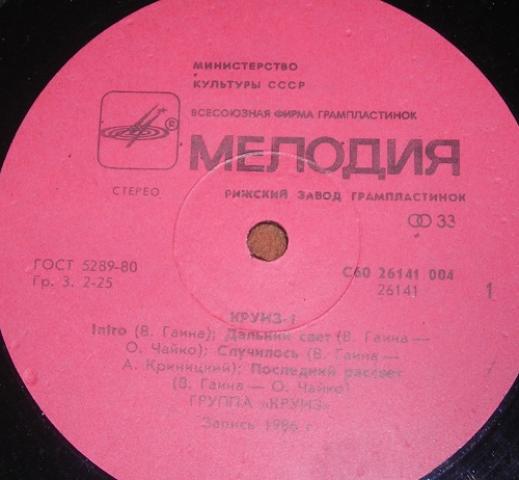 МИНИСТЕРСТВО
КУЛЬТУРЫ СССР
ВСЕСОЮЗНАЯ ФИРМА ГРАМПЛАСТИНОК
®
МЕЛОДИЯ
СТЕРЕО
РИЖСКИЙ ЗАВОД ГРАМПЛАСТИНОК
33
ГОСТ 5289-80
Гр. 3. 2-25
С60 26141 004
26141
1
КРУИЗ-1
Intro (В. Гаина); Дальний свет (В. Гаина —
О. Чайко); Случилось (В. Гаина —
А. Криницкий); Последний рассвет
(В. Гаина — О. Чайко)
ГРУППА «КРУИЗ»
Запись 1986 г.